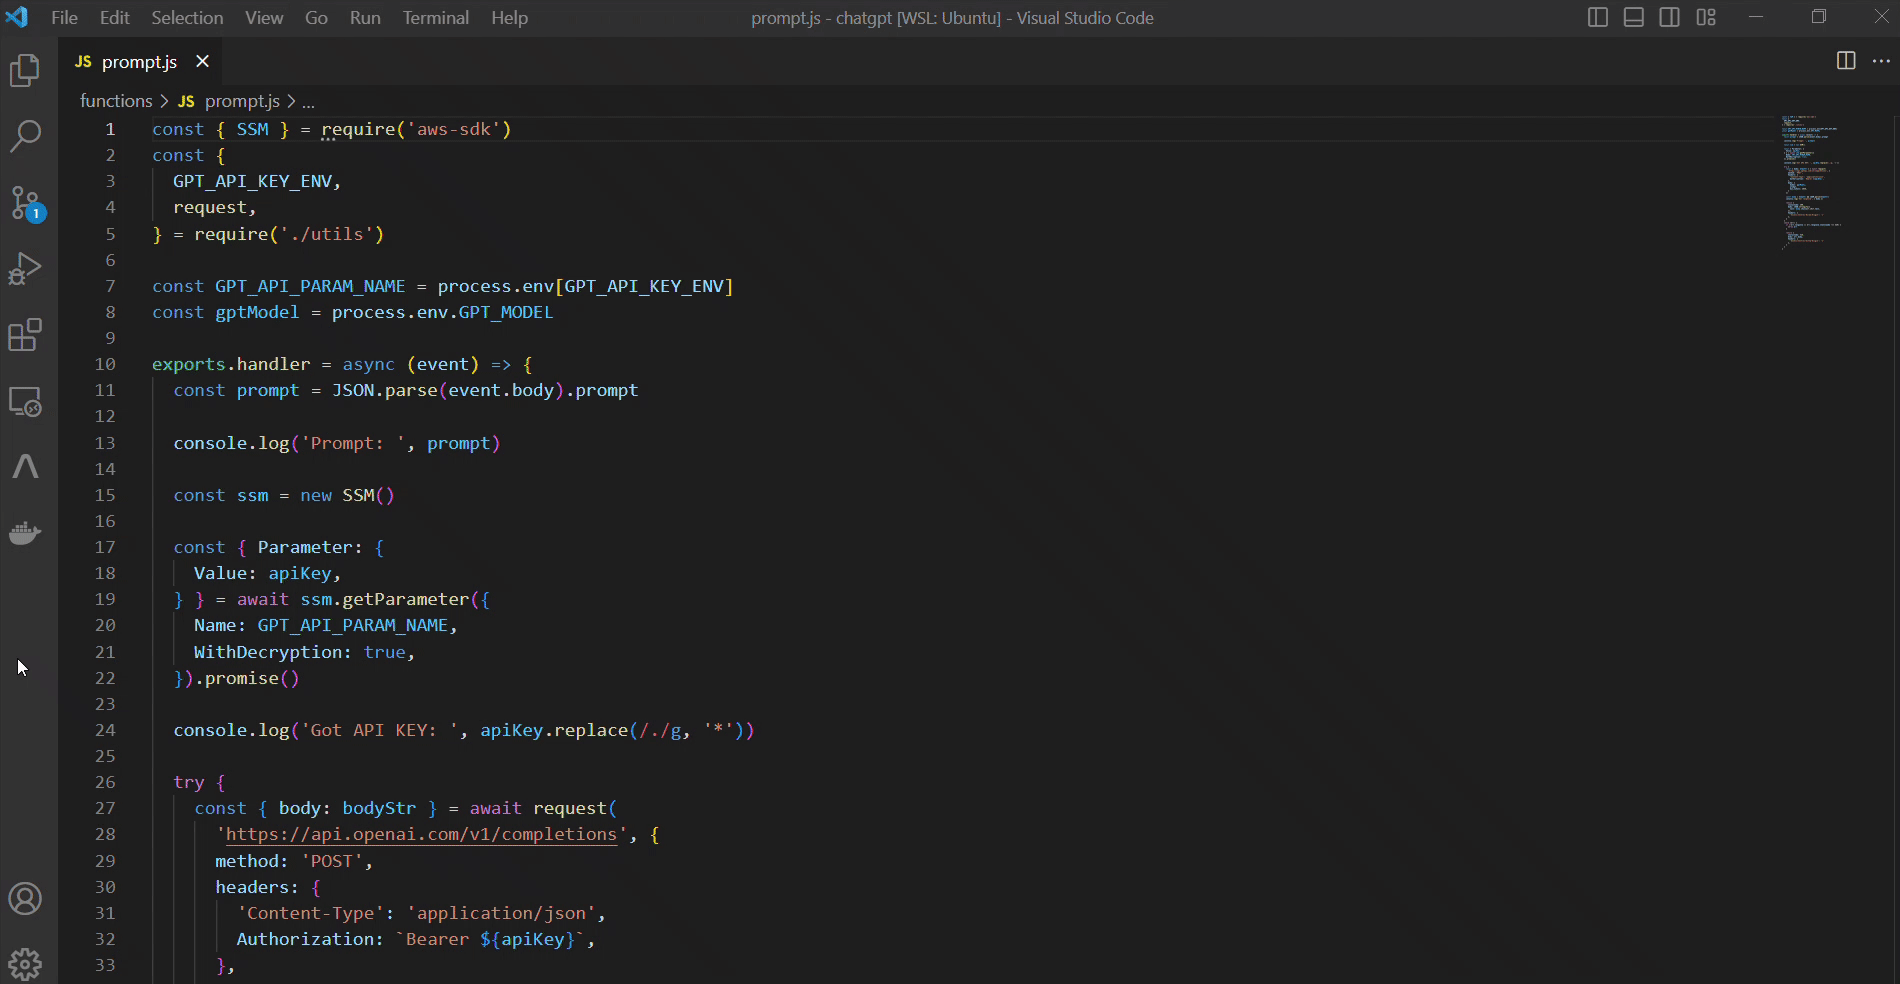 File Edit Selection View Go Run Terminal Help prompt.js - chatgpt [WSL: Ubuntu] - Visual Studio Code
JS prompt.js
functions > JS prompt.js > ...
1 const { SSM } = require('aws-sdk')
2 const {
3   GPT_API_KEY_ENV,
4   request,
5 } = require('./utils')
6
7 const GPT_API_PARAM_NAME = process.env[GPT_API_KEY_ENV]
8 const gptModel = process.env.GPT_MODEL
9
10 exports.handler = async (event) => {
11   const prompt = JSON.parse(event.body).prompt
12
13   console.log('Prompt: ', prompt)
14
15   const ssm = new SSM()
16
17   const { Parameter: {
18     Value: apiKey,
19   } } = await ssm.getParameter({
20     Name: GPT_API_PARAM_NAME,
21     WithDecryption: true,
22   }).promise()
23
24   console.log('Got API KEY: ', apiKey.replace(/./g, '*'))
25
26   try {
27     const { body: bodyStr } = await request(
28       'https://api.openai.com/v1/completions', {
29       method: 'POST',
30       headers: {
31         'Content-Type': 'application/json',
32         Authorization: `Bearer ${apiKey}`,
33       },
1